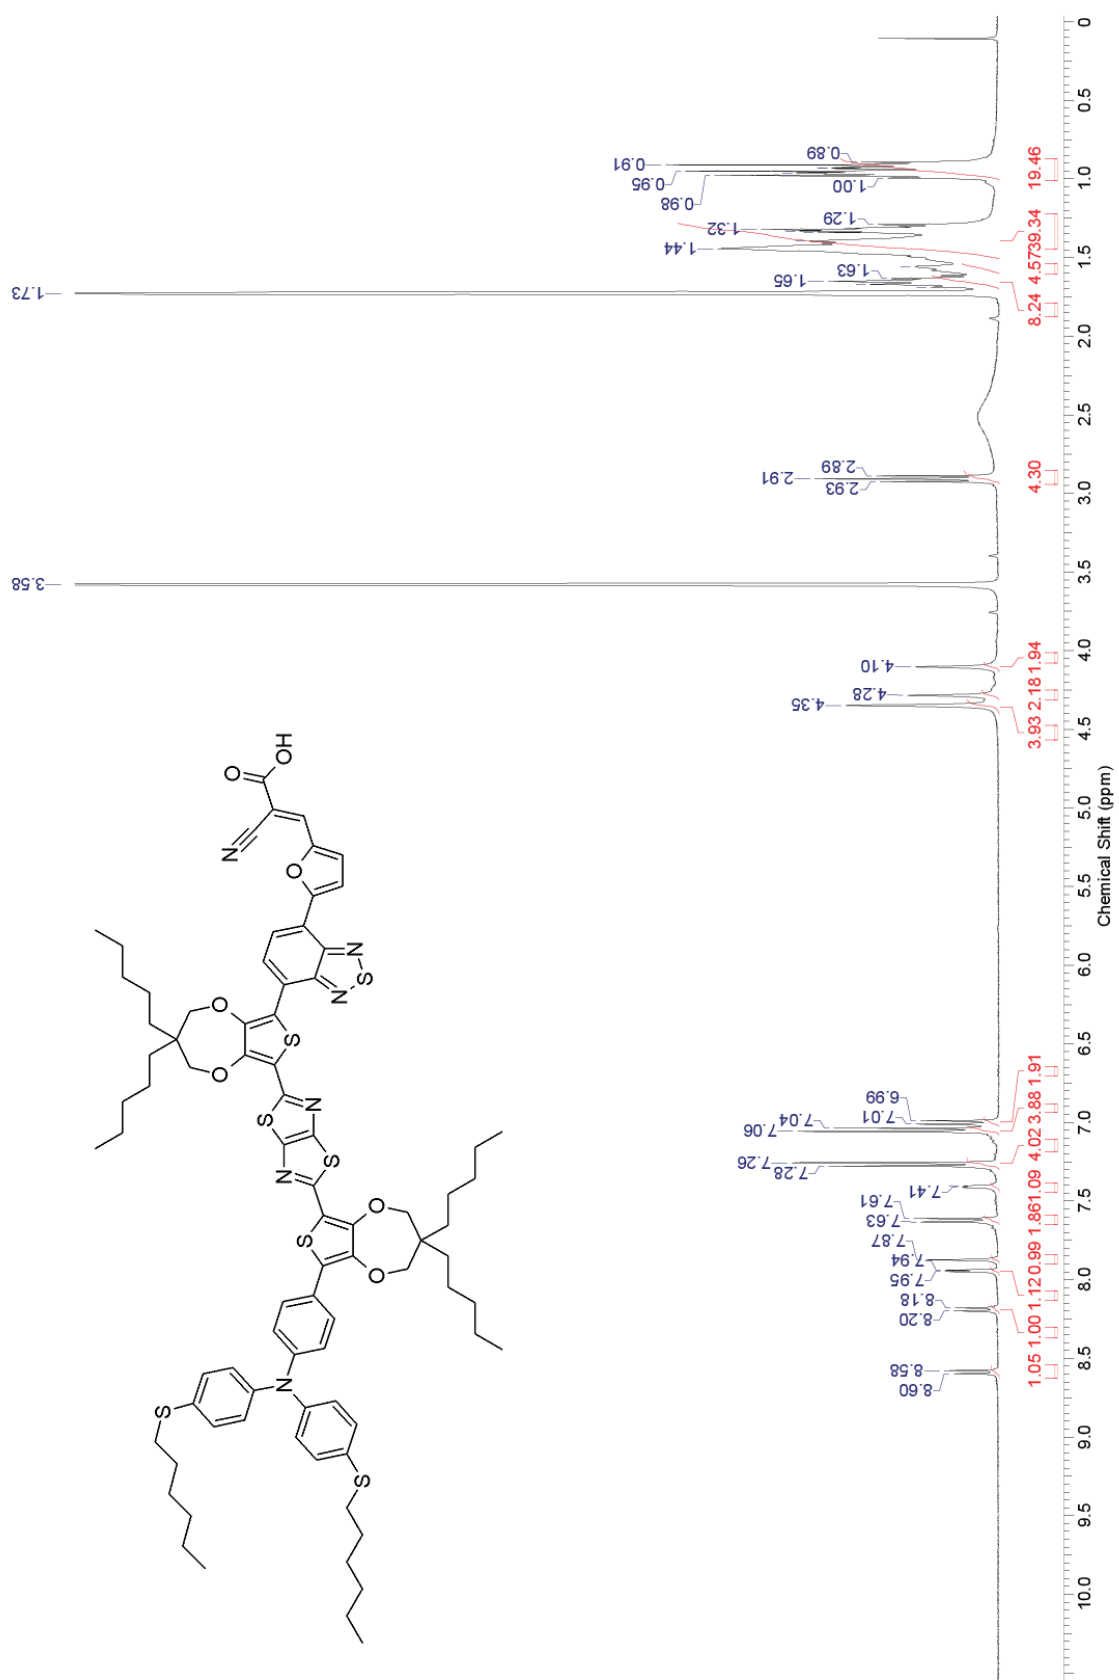 1.73
3.58
0.91
0.95
0.98
0.89
1.00
1.32
1.44
1.29
1.63
1.65
2.91
2.89
2.93
4.10
4.28
4.35
6.99
7.01
7.04
7.06
7.26
7.28
7.41
7.61
7.63
7.87
7.94
7.95
8.18
8.20
8.58
8.60
N
O
OH
O
N
S
N
O
O
S
N
S
S
N
O
O
S
N
S
S
1.05 1.00 1.12 0.99 1.86 1.09 4.02 3.88 1.91
3.93 2.18 1.94
4.30
8.24 4.57 39.34 19.46
10.0 9.5 9.0 8.5 8.0 7.5 7.0 6.5 6.0 5.5 5.0 4.5 4.0 3.5 3.0 2.5 2.0 1.5 1.0 0.5 0
Chemical Shift (ppm)